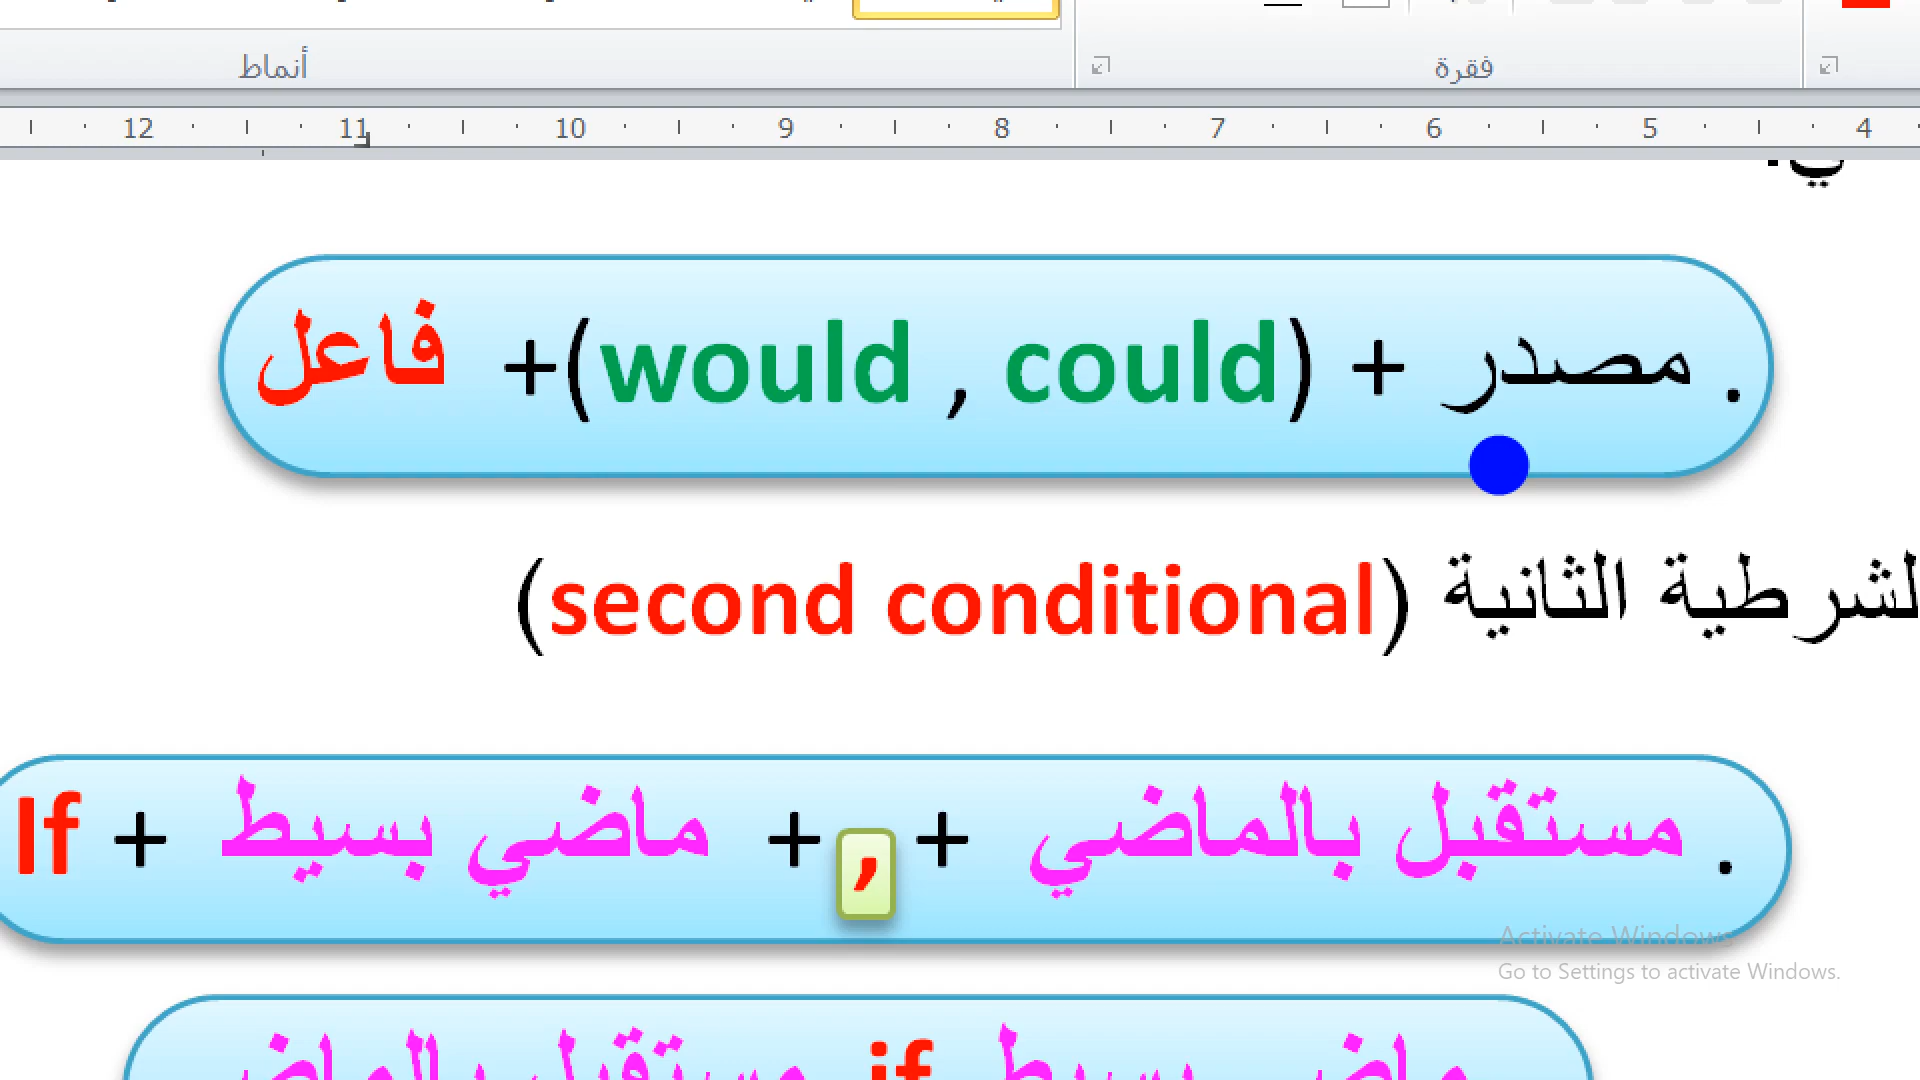 أنماط فقرة
12 11 10 9 8 7 6 5 4
فاعل +(would , could) + مصدر .
لشرطية الثانية (second conditional)
If + ماضي بسيط + , + مستقبل بالماضي .
Activate Windows
Go to Settings to activate Windows.
if